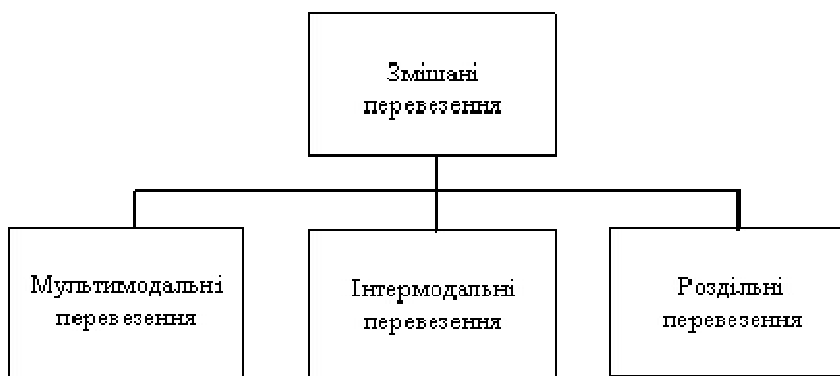 Змішані
перевезення
Мультимодальні
перевезення
Інтермодальні
перевезення
Роздільні
перевезення